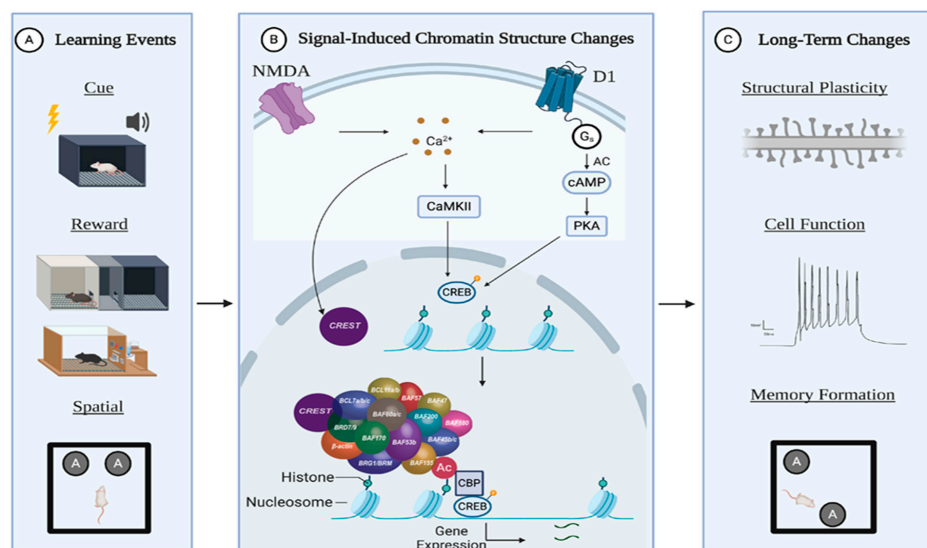 A Learning Events
Cue
Reward
Spatial
A A
B Signal-Induced Chromatin Structure Changes
NMDA
D1
Ca2+
Gs
AC
cAMP
CaMKII
PKA
CREB
CREST
BCL11a/b
BCL7a/b/c
BAF57
BAF47
CREST
BAF60a/c
BAF200
BRD7/9
BAF170
BAF53b
BAF45b/c
β-actin
BRG1/BRM
BAF155
Ac
Histone
CBP
Nucleosome
CREB
Gene
Expression
C Long-Term Changes
Structural Plasticity
Cell Function
Memory Formation
A
A